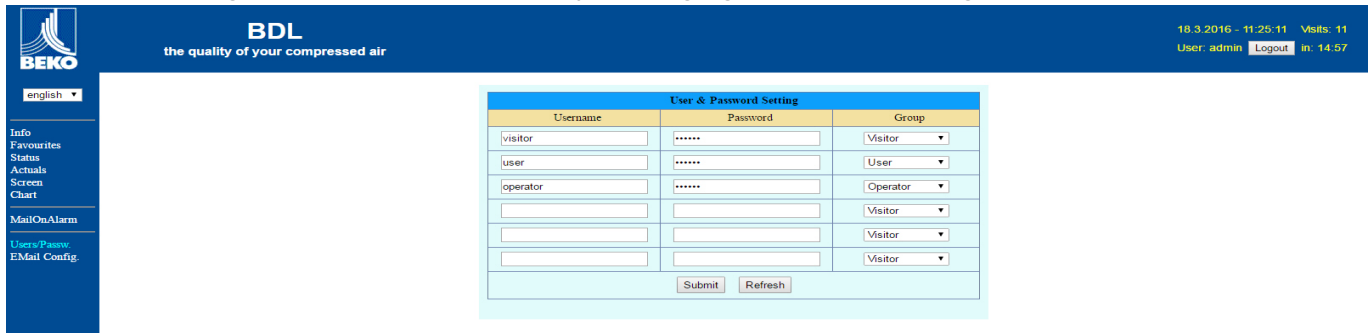 BEKO
BDL
the quality of your compressed air
18.3.2016 - 11:25:11 Visits: 11
User: admin Logout in: 14:57
english
Info
Favourites
Status
Actuals
Screen
Chart
MailOnAlarm
Users/Passw.
EMail Config.
User & Password Setting
Username Password Group
visitor •••••• Visitor
user •••••• User
operator •••••• Operator
Visitor
Visitor
Visitor
Submit Refresh